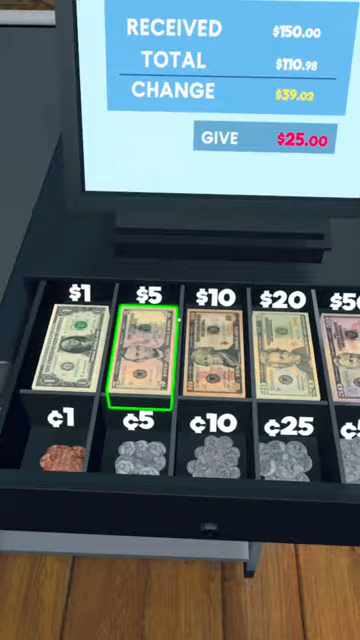 RECEIVED $150.00
TOTAL $110.98
CHANGE $39.02
GIVE $25.00
$1 $5 $10 $20 $50
¢1 ¢5 ¢10 ¢25